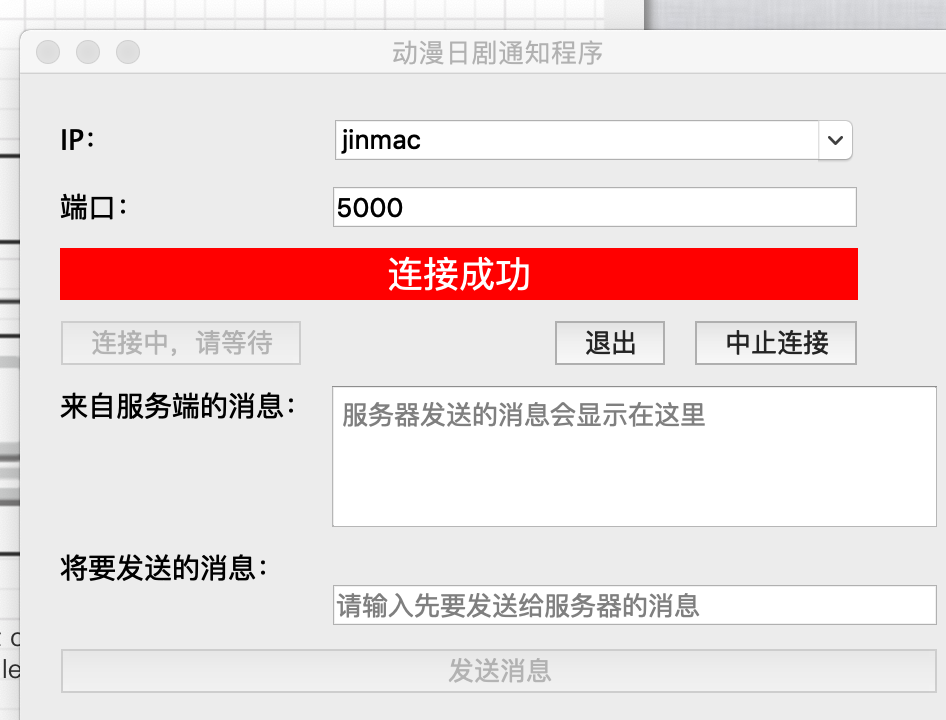 动漫日剧通知程序
IP：
jinmac
端口：
5000
连接成功
连接中，请等待
退出
中止连接
来自服务端的消息：
服务器发送的消息会显示在这里
将要发送的消息：
请输入先要发送给服务器的消息
发送消息
le